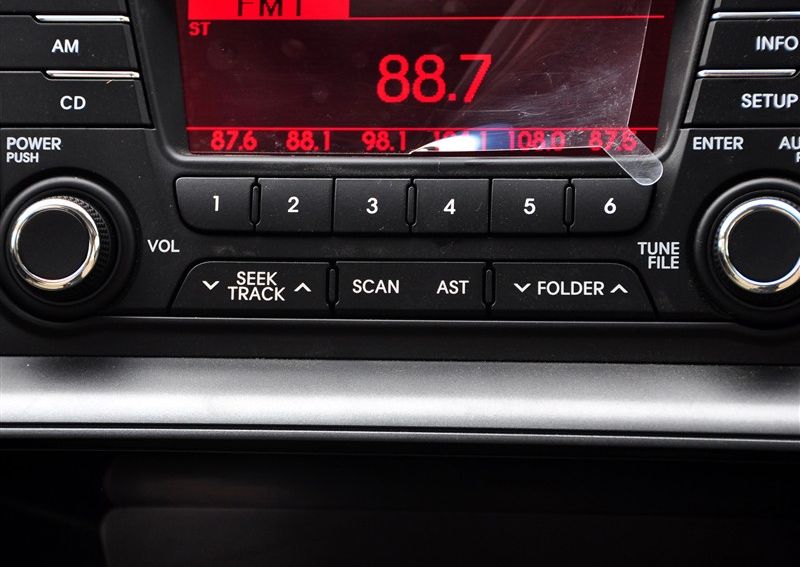 FM1
ST
88.7
87.6 88.1 98.1 108.0 87.5
AM
CD
INFO
SETUP
POWER
PUSH
ENTER
1 2 3 4 5 6
VOL
TUNE
FILE
SEEK
TRACK
SCAN AST
FOLDER